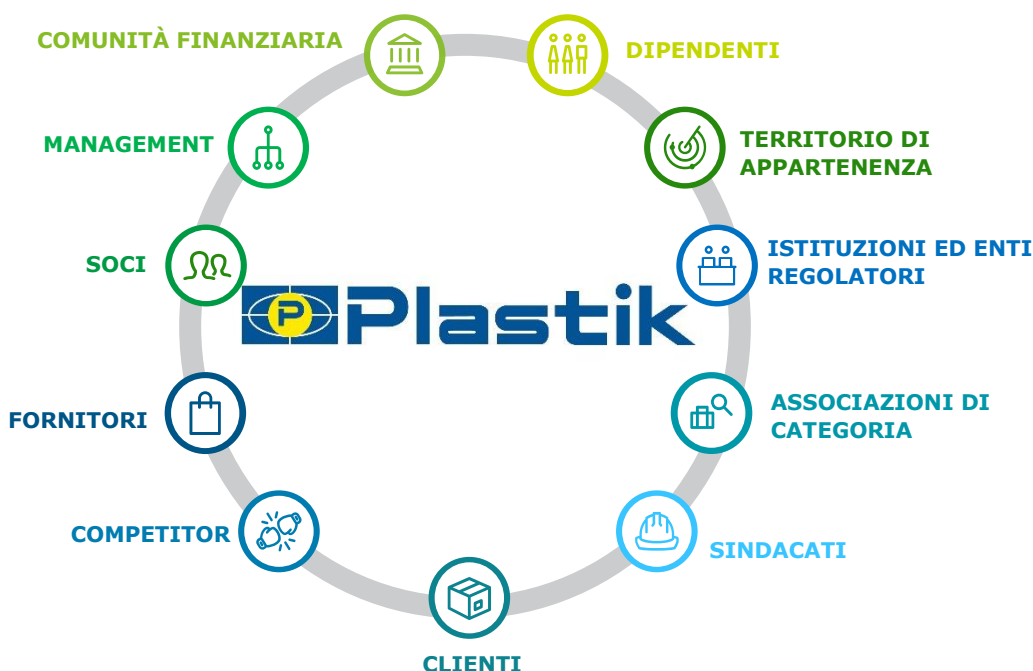 COMUNITÀ FINANZIARIA
DIPENDENTI
MANAGEMENT
TERRITORIO DI
APPARTENENZA
SOCI
ISTITUZIONI ED ENTI
REGOLATORI
P Plastik
FORNITORI
ASSOCIAZIONI DI
CATEGORIA
COMPETITOR
SINDACATI
CLIENTI